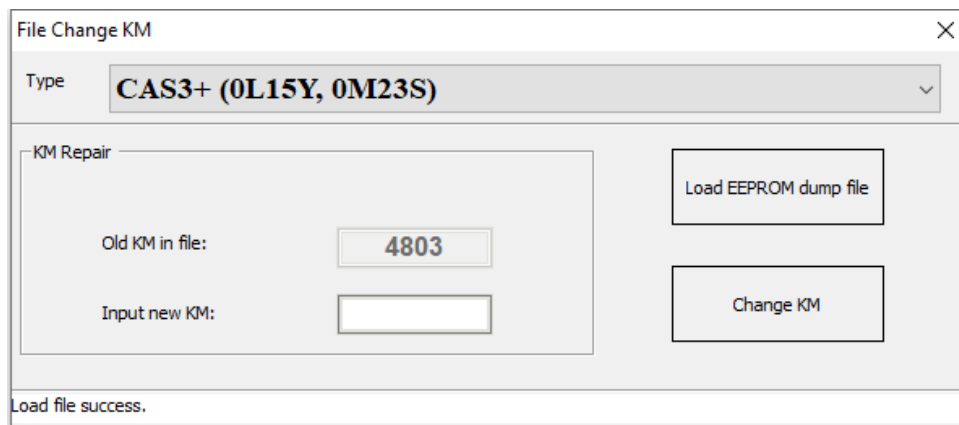 File Change KM
Type
CAS3+ (0L15Y, 0M23S)
KM Repair
Old KM in file:
4803
Input new KM:
Load EEPROM dump file
Change KM
Load file success.